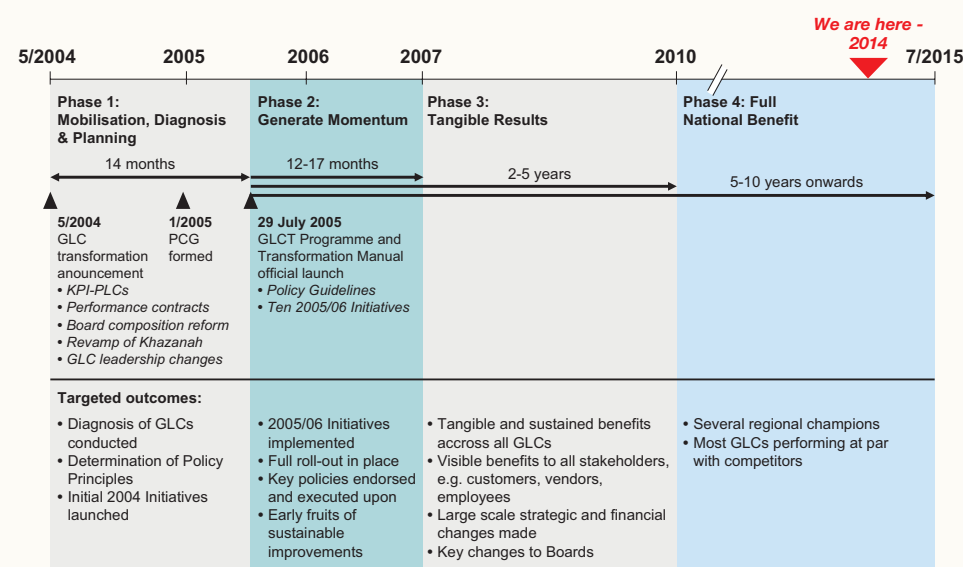 We are here -
2014
5/2004
2005
2006
2007
2010
7/2015
Phase 1:
Mobilisation, Diagnosis
& Planning
14 months
5/2004
GLC
transformation
anouncement
• KPI-PLCs
• Performance contracts
• Board composition reform
• Revamp of Khazanah
• GLC leadership changes
1/2005
PCG
formed
Phase 2:
Generate Momentum
12-17 months
29 July 2005
GLCT Programme and
Transformation Manual
official launch
• Policy Guidelines
• Ten 2005/06 Initiatives
Phase 3:
Tangible Results
2-5 years
Phase 4: Full
National Benefit
5-10 years onwards
Targeted outcomes:
• Diagnosis of GLCs
conducted
• Determination of Policy
Principles
• Initial 2004 Initiatives
launched
• 2005/06 Initiatives
implemented
• Full roll-out in place
• Key policies endorsed
and executed upon
• Early fruits of
sustainable
improvements
• Tangible and sustained benefits
accross all GLCs
• Visible benefits to all stakeholders,
e.g. customers, vendors,
employees
• Large scale strategic and financial
changes made
• Key changes to Boards
• Several regional champions
• Most GLCs performing at par
with competitors